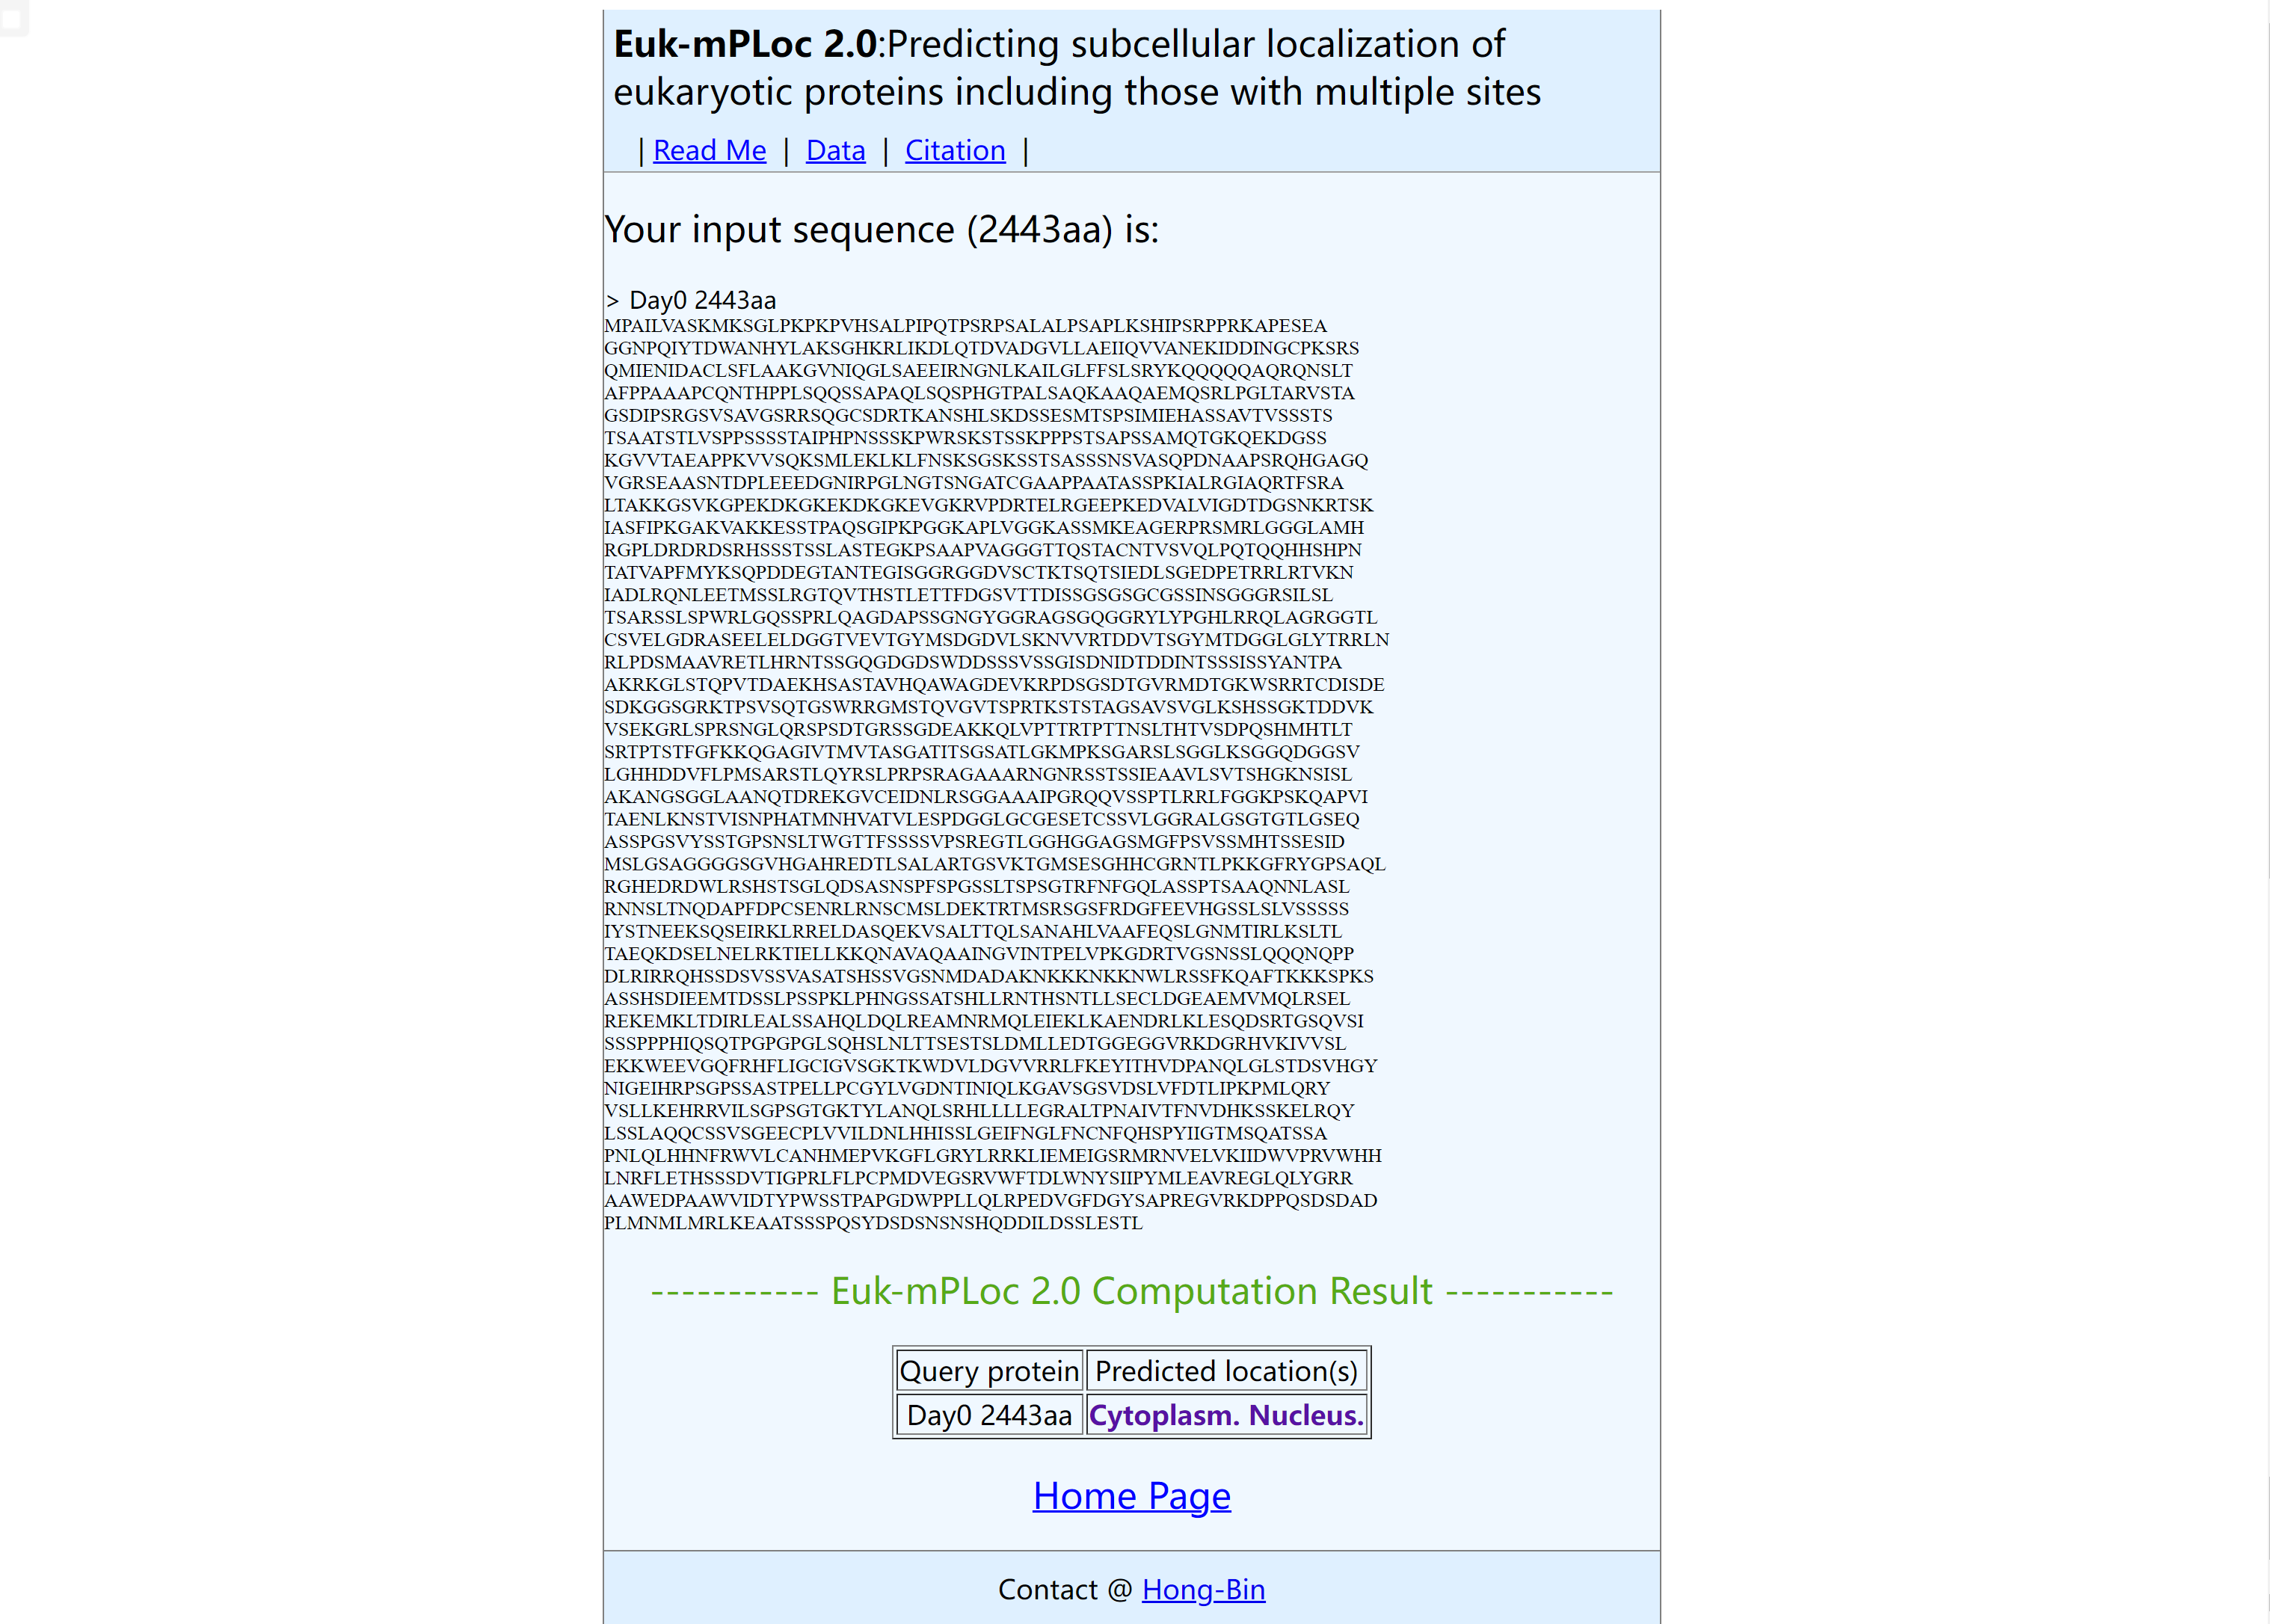 Euk-mPLoc 2.0:Predicting subcellular localization of
eukaryotic proteins including those with multiple sites
| Read Me | Data | Citation |
Your input sequence (2443aa) is:
> Day0 2443aa
MPAILVASKMKSGLPKPKPVHSALPIPQTPSRPSALALPSAPLKSHIPSRPPRKAPESEA
GGNPQIYTDWANHYLAKSGHKRLIKDLQTDVADGVLLAEIIQVVANEKIDDINGCPKSRS
QMIENIDACLSFLAAKGVNIQGLSAEEIRNGNLKAILGLFFSLSRYKQQQQQAQRQNSLT
AFPPAAAPCQNTHPPLSQQSSAPAQLSQSPHGTPALSAQKAAQAEMQSRLPGLTARVSTA
GSDIPSRGSVSAVGSRRSQGCSDRTKANSHLSKDSSESMTSPSIMIEHASSAVTVSSSTS
TSAATSTLVSPPSSSSTAIPHPNSSSKPWRSKSTSSKPPPSTSAPSSAMQTGKQEKDGSS
KGVVTAEAPPKVVSQKSMLEKLKLFNSKSGSKSSTSASSSNSVASQPDNAAPSRQHGAGQ
VGRSEAASNTDPLEEEDGNIRPGLNGTSNGATCGAAPPAATASSPKIALRGIAQRTFSRA
LTAKKGSVKGPEKDKGKEKDKGKEVGKRVPDRTELRGEEPKEDVALVIGDTDGSNKRTSK
IASFIPKGAKVAKKESSTPAQSGIPKPGGKAPLVGGKASSMKEAGERPRSMRLGGGLAMH
RGPLDRDRDSRHSSSTSSLASTEGKPSAAPVAGGGTTQSTACNTVSVQLPQTQQHHSHPN
TATVAPFMYKSQPDDEGTANTEGISGGRGGDVSCTKTSQTSIEDLSGEDPETRRLRTVKN
IADLRQNLEETMSSLRGTQVTHSTLETTFDGSVTTDISSGSGSGCGSSINSGGGRSILSL
TSARSSLSPWRLGQSSPRLQAGDAPSSGNGYGGRAGSGQGGRYLYPGHLRRQLAGRGGTL
CSVELGDRASEELELDGGTVEVTGYMSDGDVLSKNVVRTDDVTSGYMTDGGLGLYTRRLN
RLPDSMAAVRETLHRNTSSGQGDGDSWDDSSSVSSGISDNIDTDDINTSSSISSYANTPA
AKRKGLSTQPVTDAEKHSASTAVHQAWAGDEVKRPDSGSDTGVRMDTGKWSRRTCDISDE
SDKGGSGRKTPSVSQTGSWRRGMSTQVGVTSPRTKSTSTAGSAVSVGLKSHSSGKTDDVK
VSEKGRLSPRSNGLQRSPSDTGRSSGDEAKKQLVPTTRTPTTNSLTHTVSDPQSHMHTLT
SRTPTSTFGFKKQGAGIVTMVTASGATITSGSATLGKMPKSGARSLSGGLKSGGQDGGSV
LGHHDDVFLPMSARSTLQYRSLPRPSRAGAAARNGNRSSTSSIEAAVLSVTSHGKNSISL
AKANGSGGLAANQTDREKGVCEIDNLRSGGAAAIPGRQQVSSPTLRRLFGGKPSKQAPVI
TAENLKNSTVISNPHATMNHVATVLESPDGGLGCGESETCSSVLGGRALGSGTGTLGSEQ
ASSPGSVYSSTGPSNSLTWGTTFSSSSVPSREGTLGGHGGAGSMGFPSVSSMHTSSESID
MSLGSAGGGGSGVHGAHREDTLSALARTGSVKTGMSESGHHCGRNTLPKKGFRYGPSAQL
RGHEDRDWLRSHSTSGLQDSASNSPFSPGSSLTSPSGTRFNFGQLASSPTSAAQNNLASL
RNNSLTNQDAPFDPCSENRLRNSCMSLDEKTRTMSRSGSFRDGFEEVHGSSLSLVSSSSS
IYSTNEEKSQSEIRKLRRELDASQEKVSALTTQLSANAHLVAAFEQSLGNMTIRLKSLTL
TAEQKDSELNELRKTIELLKKQNAVAQAAINGVINTPELVPKGDRTVGSNSSLQQQNQPP
DLRIRRQHSSDSVSSVASATSHSSVGSNMDADAKNKKKNKKNWLRSSFKQAFTKKKSPKS
ASSHSDIEEMTDSSLPSSPKLPHNGSSATSHLLRNTHSNTLLSECLDGEAEMVMQLRSEL
REKEMKLTDIRLEALSSAHQLDQLREAMNRMQLEIEKLKAENDRLKLESQDSRTGSQVSI
SSSPPPHIQSQTPGPGPGLSQHSLNLTTSESTSLDMLLEDTGGEGGVRKDGRHVKIVVSL
EKKWEEVGQFRHFLIGCIGVSGKTKWDVLDGVVRRLFKEYITHVDPANQLGLSTDSVHGY
NIGEIHRPSGPSSASTPELLPCGYLVGDNTINIQLKGAVSGSVDSLVFDTLIPKPMLQRY
VSLLKEHRRVILSGPSGTGKTYLANQLSRHLLLLEGRALTPNAIVTFNVDHKSSKELRQY
LSSLAQQCSSVSGEECPLVVILDNLHHISSLGEIFNGLFNCNFQHSPYIIGTMSQATSSA
PNLQLHHNFRWVLCANHMEPVKGFLGRYLRRKLIEMEIGSRMRNVELVKIIDWVPRVWHH
LNRFLETHSSSDVTIGPRLFLPCPMDVEGSRVWFTDLWNYSIIPYMLEAVREGLQLYGRR
AAWEDPAAWVIDTYPWSSTPAPGDWPPLLQLRPEDVGFDGYSAPREGVRKDPPQSDSDAD
PLMNMLMRLKEAATSSSPQSYDSDSNSNSHQDDILDSSLESTL
----------- Euk-mPLoc 2.0 Computation Result -----------
Query protein Predicted location(s)
Day0 2443aa Cytoplasm. Nucleus.
Home Page
Contact @ Hong-Bin